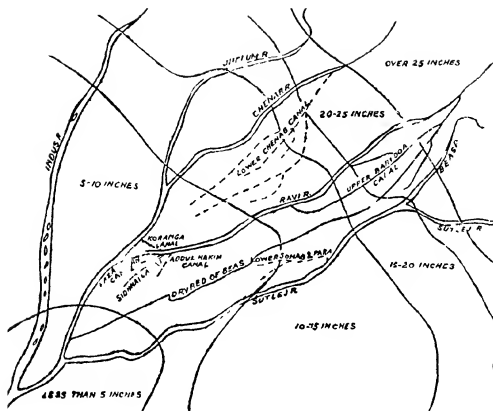 JHELUM R.
OVER 25 INCHES
CHENAB R.
20-25 INCHES
LOWER CHENAB CANAL
INDUS R.
UPPER BARI DOAB
CANAL
BEAS R.
5-10 INCHES
RAVI R.
SUTLEJ R.
KORANGA
CANAL
ABDUL HAKIM
CANAL
SIDHNAI CA
LOWER SOHAG & PARA
DRY BED OF BEAS
15-20 INCHES
SUTLEJ R.
10-15 INCHES
LESS THAN 5 INCHES